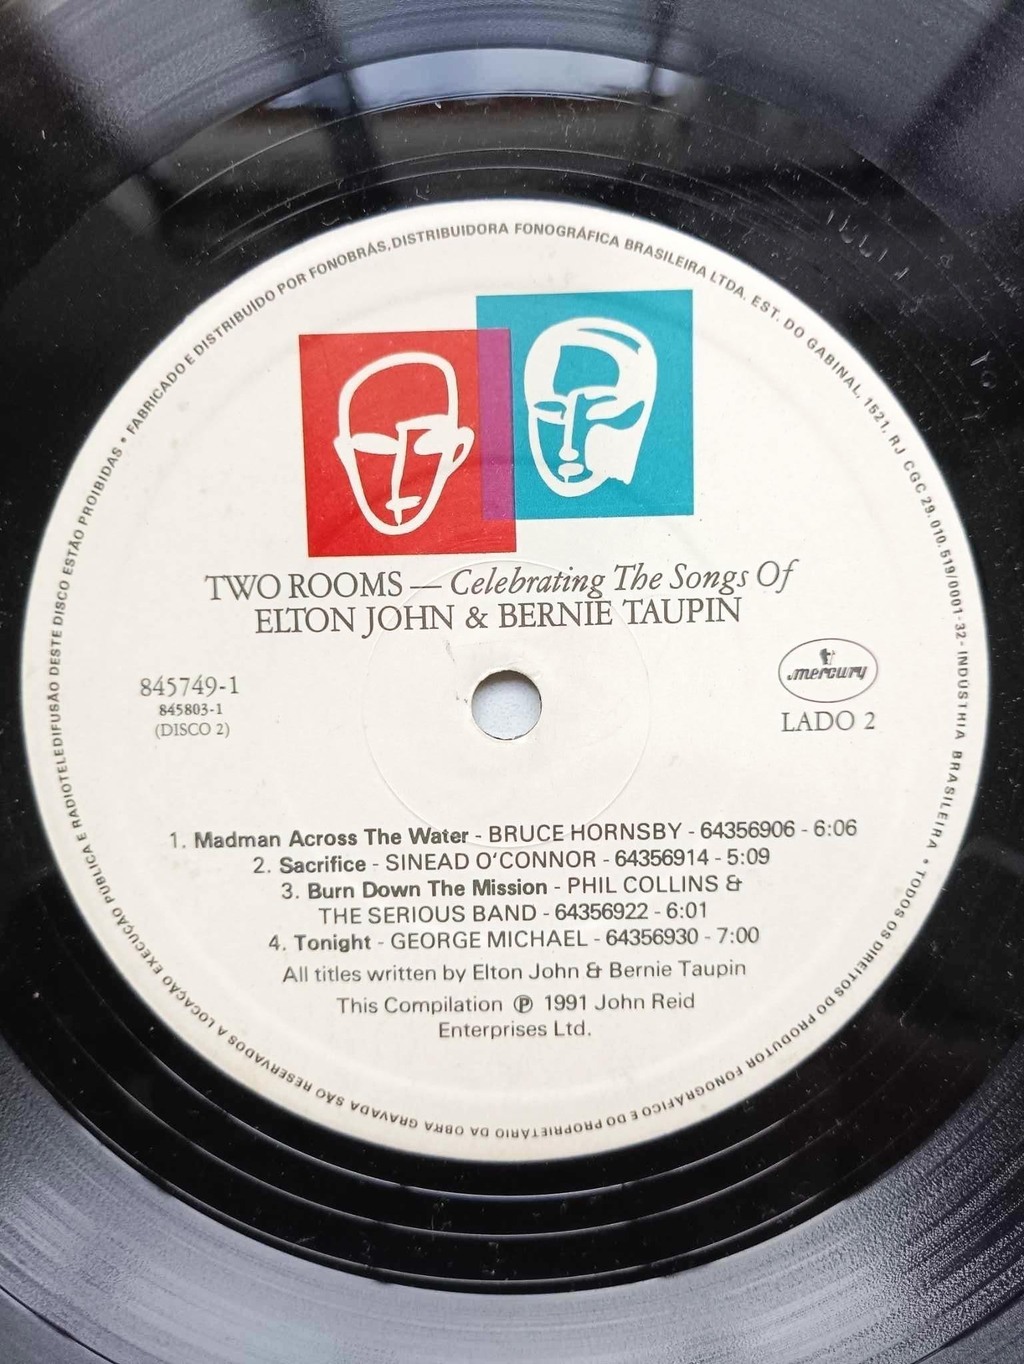 FABRICADO E DISTRIBUÍDO POR FONOBRÁS, DISTRIBUIDORA FONOGRÁFICA BRASILEIRA LTDA. EST. DO GABINAL, 1521, RJ CGC 29.010.519/0001-32 - INDÚSTRIA BRASILEIRA • TODOS OS DIREITOS DO PRODUTOR FONOGRÁFICO E DO PROPRIETÁRIO DA OBRA GRAVADA SÃO RESERVADOS A LOCAÇÃO EXECUÇÃO PÚBLICA E RADIOTELEDIFUSÃO DESTE DISCO ESTÃO PROIBIDAS •
TWO ROOMS — Celebrating The Songs Of
ELTON JOHN & BERNIE TAUPIN
845749-1
845803-1
(DISCO 2)
mercury
LADO 2
1. Madman Across The Water - BRUCE HORNSBY - 64356906 - 6:06
2. Sacrifice - SINEAD O'CONNOR - 64356914 - 5:09
3. Burn Down The Mission - PHIL COLLINS &
THE SERIOUS BAND - 64356922 - 6:01
4. Tonight - GEORGE MICHAEL - 64356930 - 7:00
All titles written by Elton John & Bernie Taupin
This Compilation ℗ 1991 John Reid
Enterprises Ltd.